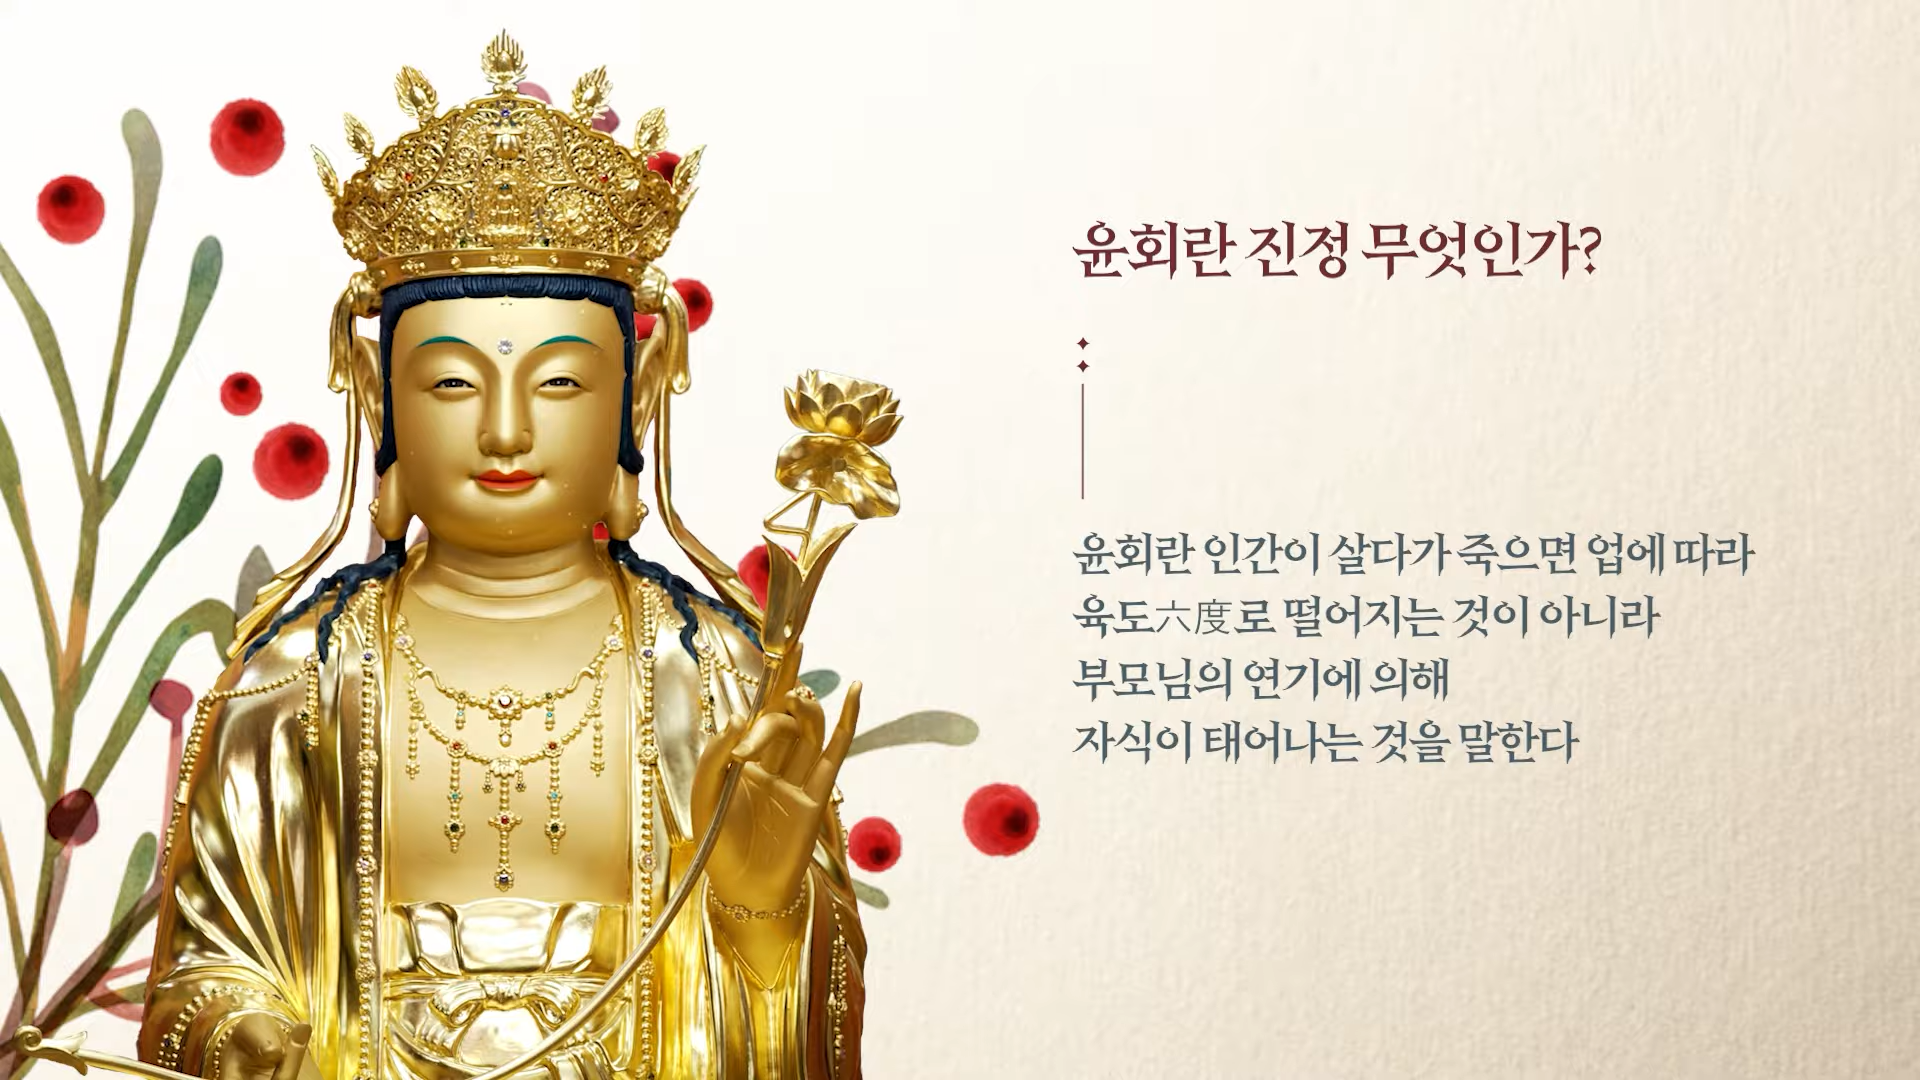 윤회란 진정 무엇인가?
윤회란 인간이 살다가 죽으면 업에 따라
육도六度로 떨어지는 것이 아니라
부모님의 연기에 의해
자식이 태어나는 것을 말한다